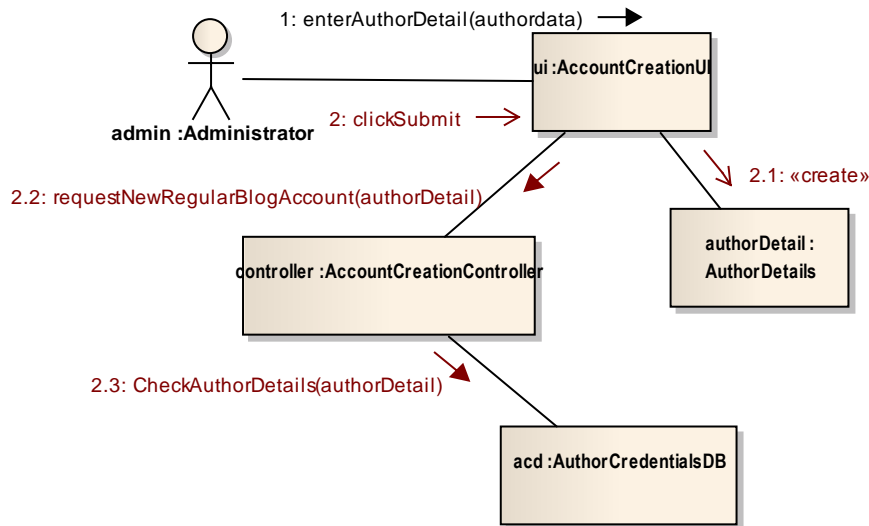 1: enterAuthorDetail(authordata)
ui :AccountCreationUI
2: clickSubmit
admin :Administrator
2.1: «create»
2.2: requestNewRegularBlogAccount(authorDetail)
authorDetail :
AuthorDetails
controller :AccountCreationController
2.3: CheckAuthorDetails(authorDetail)
acd :AuthorCredentialsDB